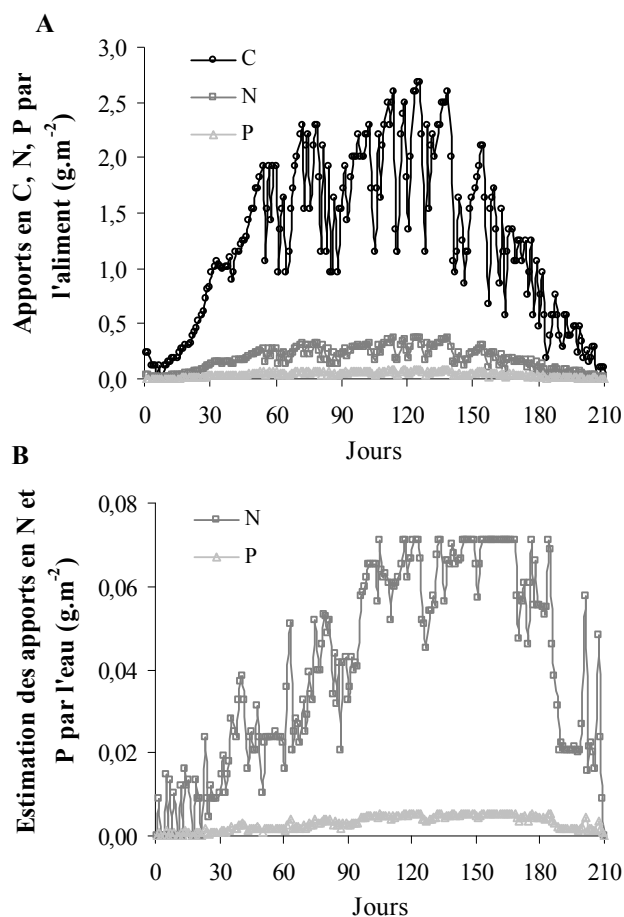 A
Apports en C, N, P par
l'aliment (g.m-2)
3,0
2,5
2,0
1,5
1,0
0,5
0,0
C
N
P
0 30 60 90 120 150 180 210
Jours
B
Estimation des apports en N et
P par l'eau (g.m-2)
0,08
0,06
0,04
0,02
0,00
N
P
0 30 60 90 120 150 180 210
Jours